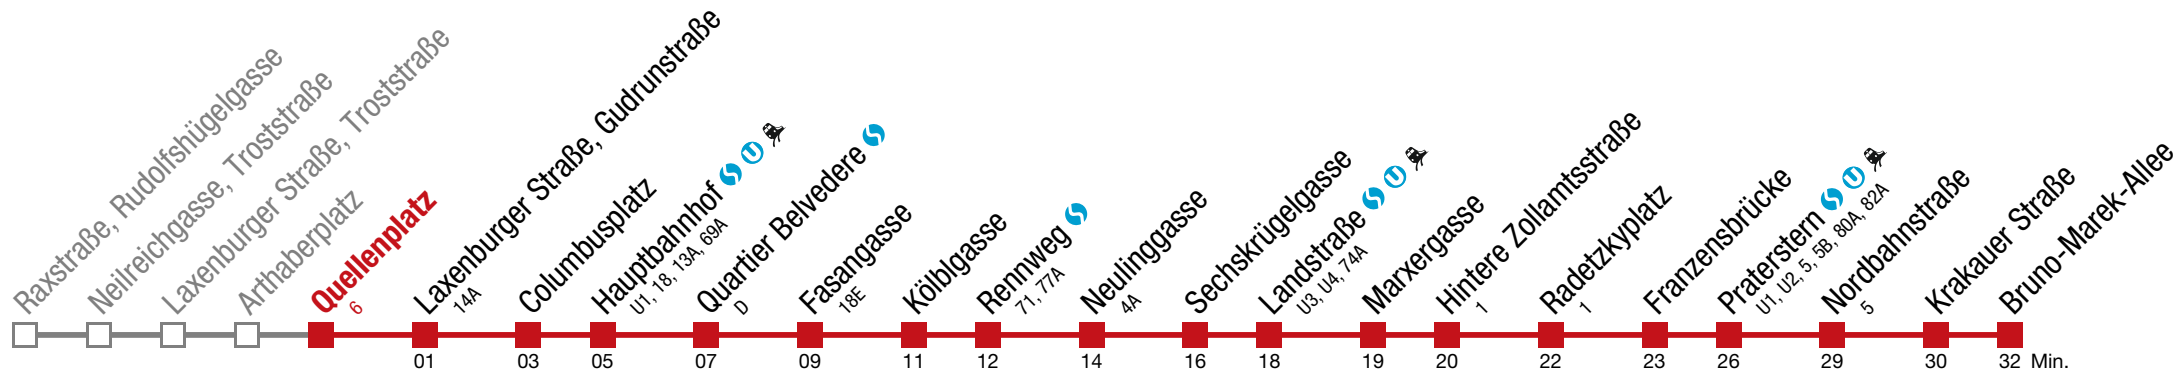 Raxstraße, Rudolfshügelgasse
Neilreichgasse, Troststraße
Laxenburger Straße, Troststraße
Arthaberplatz
Quellenplatz
6
Laxenburger Straße, Gudrunstraße
14A
Columbusplatz
Hauptbahnhof
U1, 18, 13A, 69A
Quartier Belvedere
D
Fasangasse
18E
Kölblgasse
Rennweg
71, 77A
Neulinggasse
4A
Sechskrügelgasse
Landstraße
U3, U4, 74A
Marxergasse
Hintere Zollamtsstraße
1
Radetzkyplatz
1
Franzensbrücke
Praterstern
U1, U2, 5, 5B, 80A, 82A
Nordbahnstraße
5
Krakauer Straße
Bruno-Marek-Allee
01 03 05 07 09 11 12 14 16 18 19 20 22 23 26 29 30 32 Min.